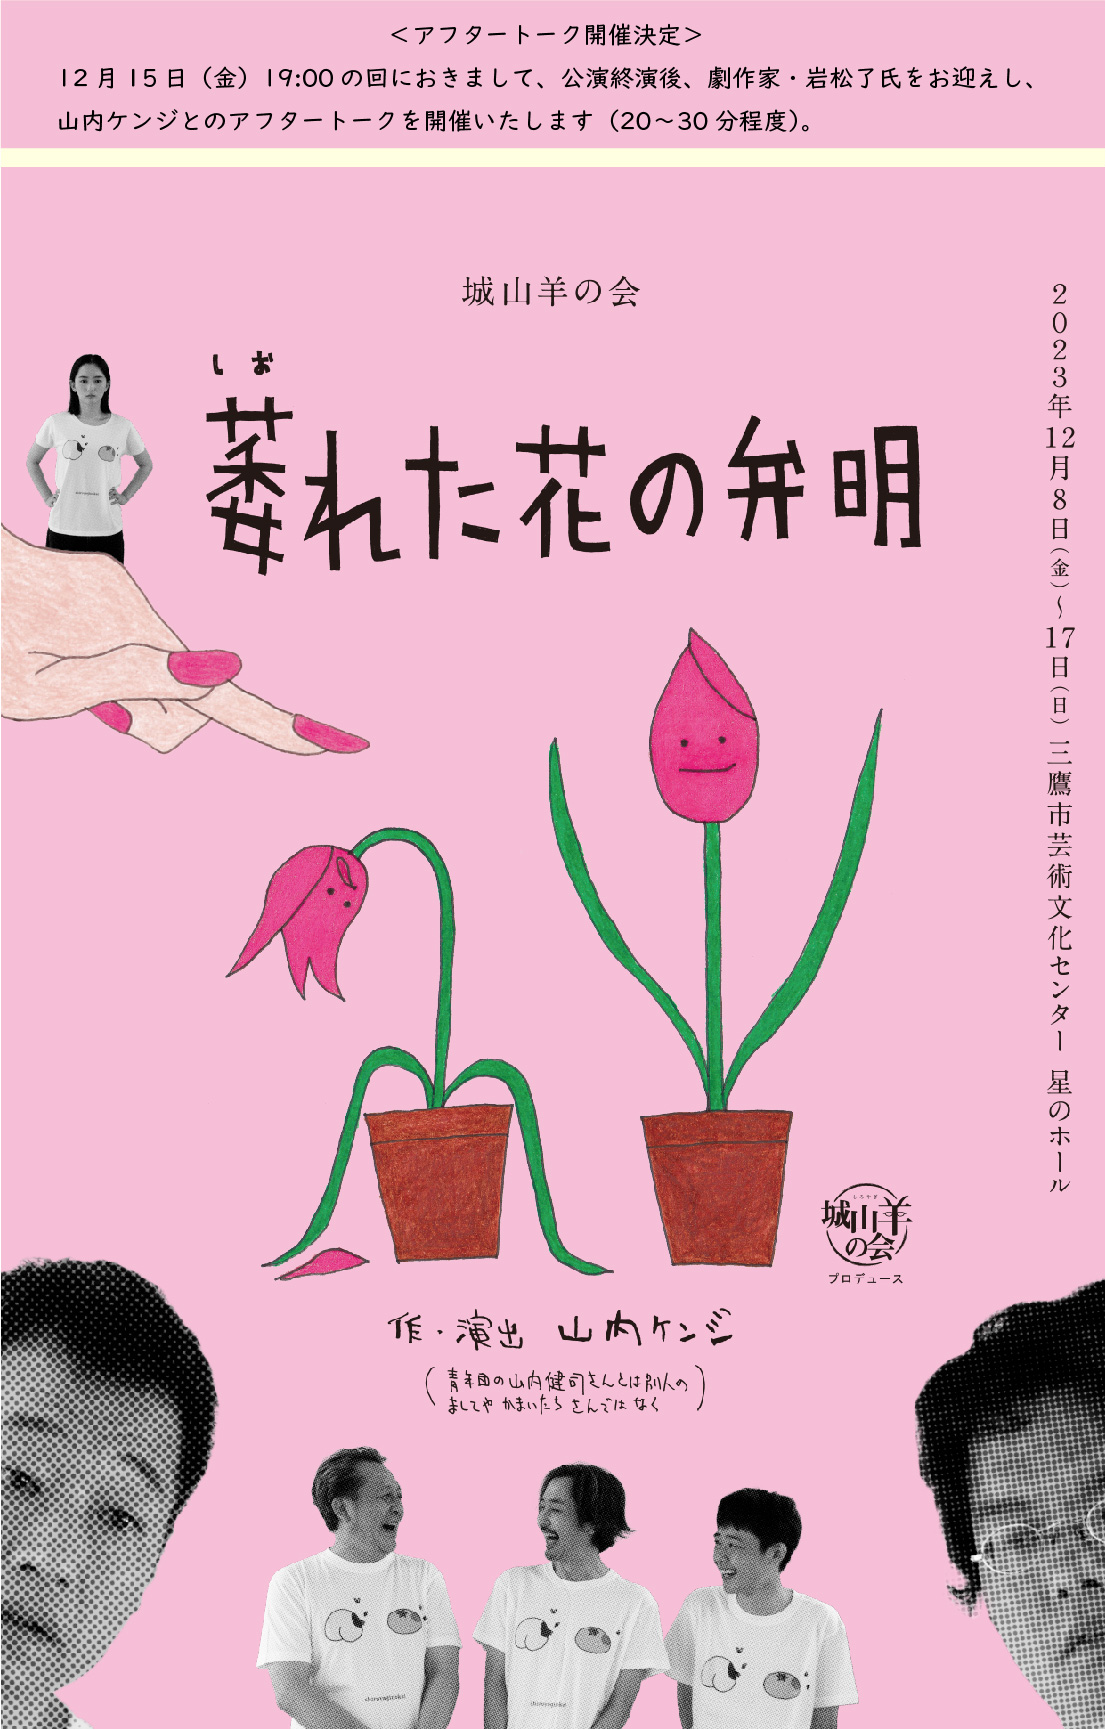 ＜アフタートーク開催決定＞
12月15日（金）19:00の回におきまして、公演終演後、劇作家・岩松了氏をお迎えし、
山内ケンジとのアフタートークを開催いたします（20〜30分程度）。
城山羊の会
しお
萎れた花の弁明
2023年12月8日（金）〜17日（日）三鷹市芸術文化センター 星のホール
しろやぎ
城山羊
の会
プロデュース
作・演出 山内ケンジ
（青年団の山内健司さんとは別人の
ましてや かまいたち さんでは なく）
shiroyaginokai
shiroyaginokai